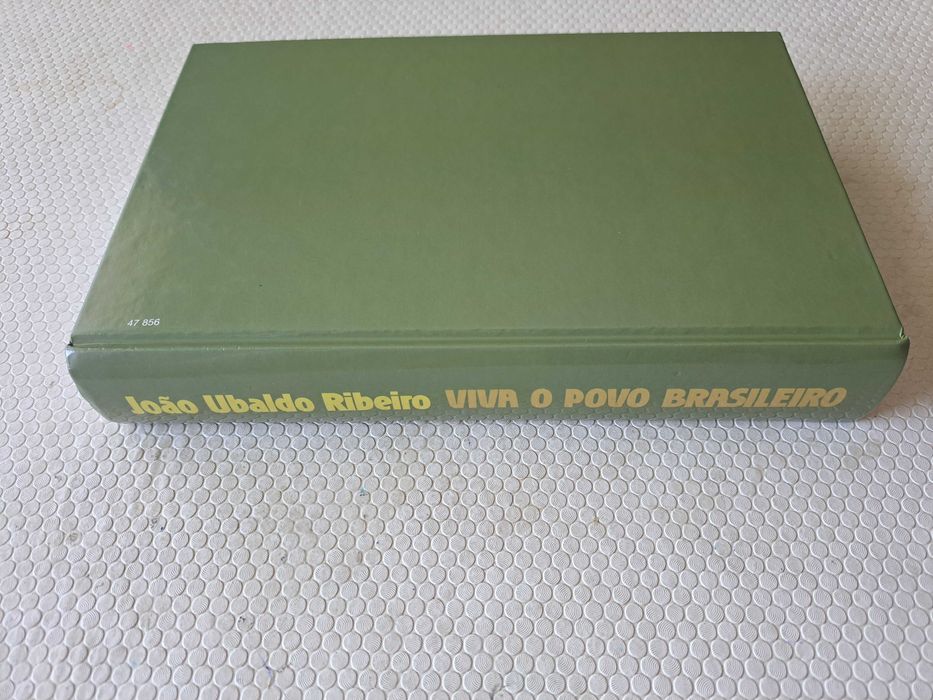 47 856
João Ubaldo Ribeiro VIVA O POVO BRASILEIRO